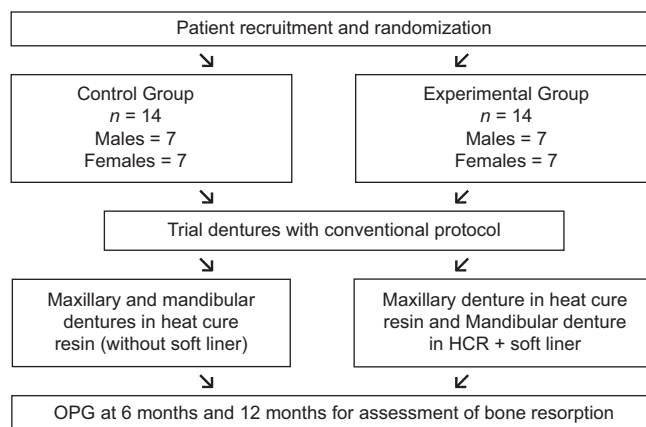 Patient recruitment and randomization
Control Group
n = 14
Males = 7
Females = 7
Experimental Group
n = 14
Males = 7
Females = 7
Trial dentures with conventional protocol
Maxillary and mandibular
dentures in heat cure
resin (without soft liner)
Maxillary denture in heat cure
resin and Mandibular denture
in HCR + soft liner
OPG at 6 months and 12 months for assessment of bone resorption